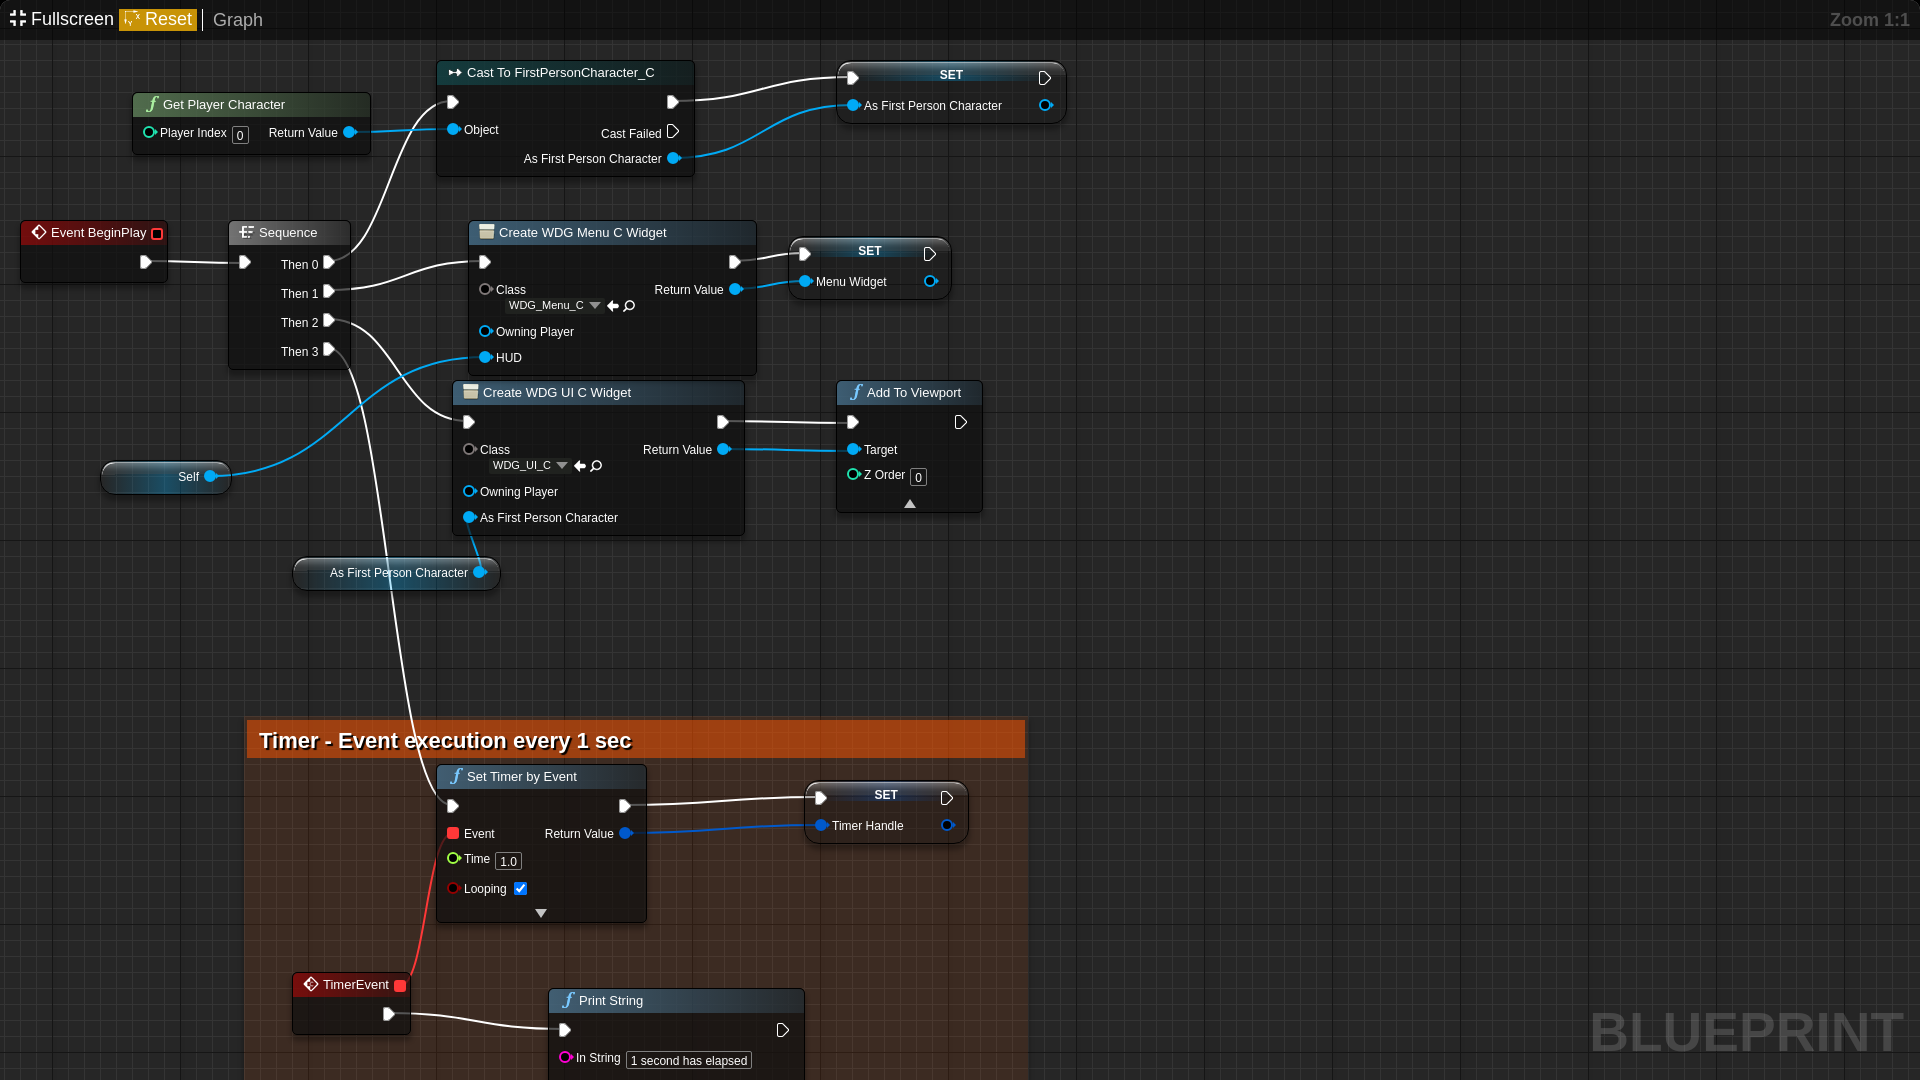 Fullscreen Reset Graph Zoom 1:1
Cast To FirstPersonCharacter_C
Object
Cast Failed
As First Person Character
SET
As First Person Character
Get Player Character
Player Index 0 Return Value
Event BeginPlay
Sequence
Then 0
Then 1
Then 2
Then 3
Create WDG Menu C Widget
Class Return Value
WDG_Menu_C
Owning Player
HUD
SET
Menu Widget
Create WDG UI C Widget
Class Return Value
WDG_UI_C
Owning Player
As First Person Character
Add To Viewport
Target
Z Order 0
Self
As First Person Character
Timer - Event execution every 1 sec
Set Timer by Event
Event Return Value
Time 1.0
Looping
SET
Timer Handle
TimerEvent
Print String
In String 1 second has elapsed
BLUEPRINT